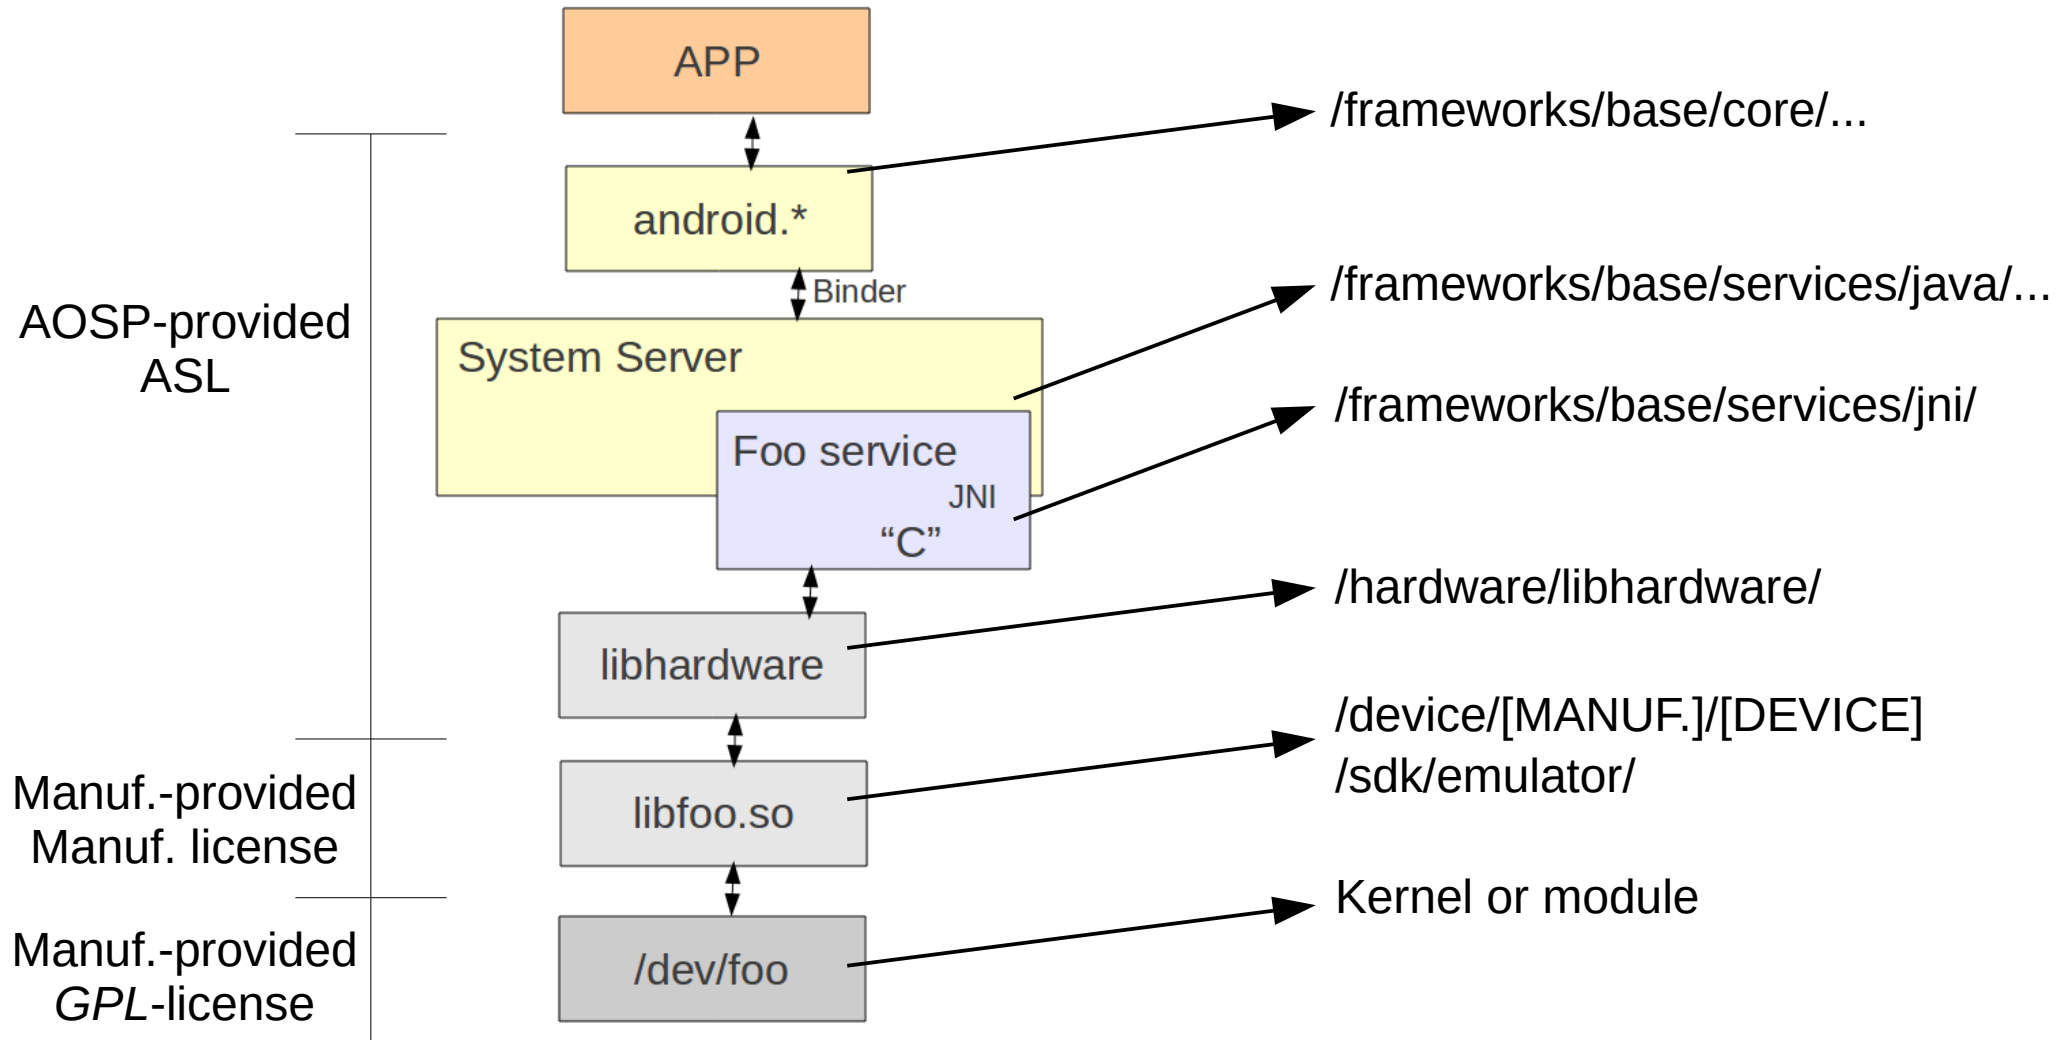 APP
/frameworks/base/core/...
android.*
Binder
/frameworks/base/services/java/...
AOSP-provided
ASL
System Server
/frameworks/base/services/jni/
Foo service
JNI
“C”
/hardware/libhardware/
libhardware
/device/[MANUF.]/[DEVICE]
/sdk/emulator/
Manuf.-provided
Manuf. license
libfoo.so
Kernel or module
Manuf.-provided
GPL-license
/dev/foo